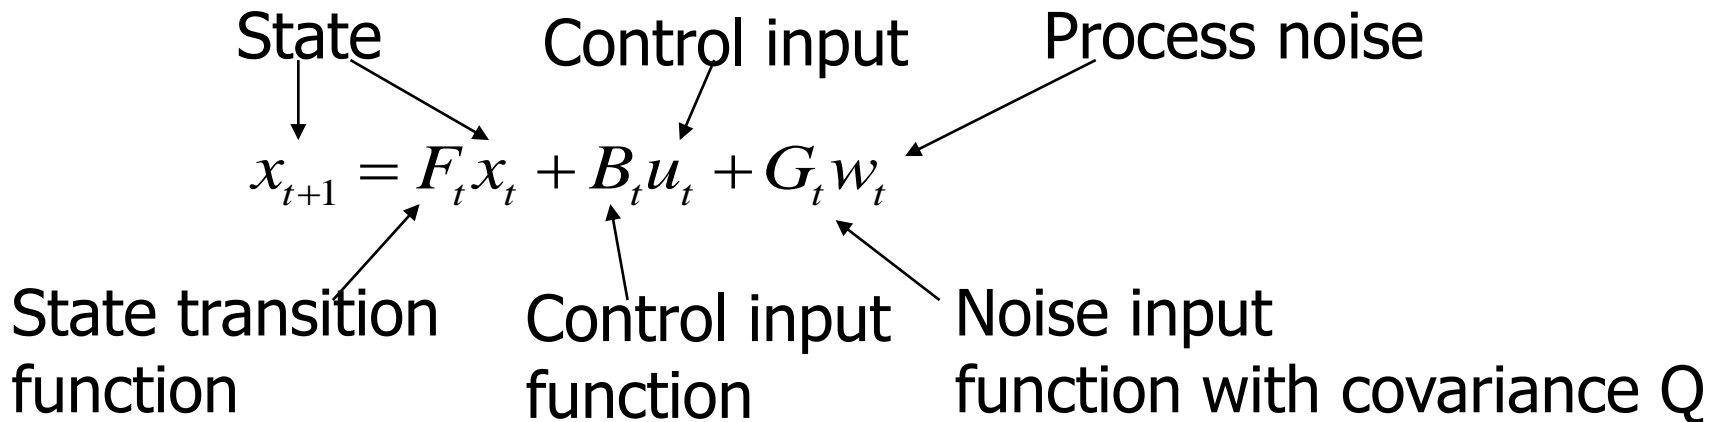 State Control input Process noise
x_{t+1} = F_t x_t + B_t u_t + G_t w_t
State transition Control input Noise input
function function function with covariance Q